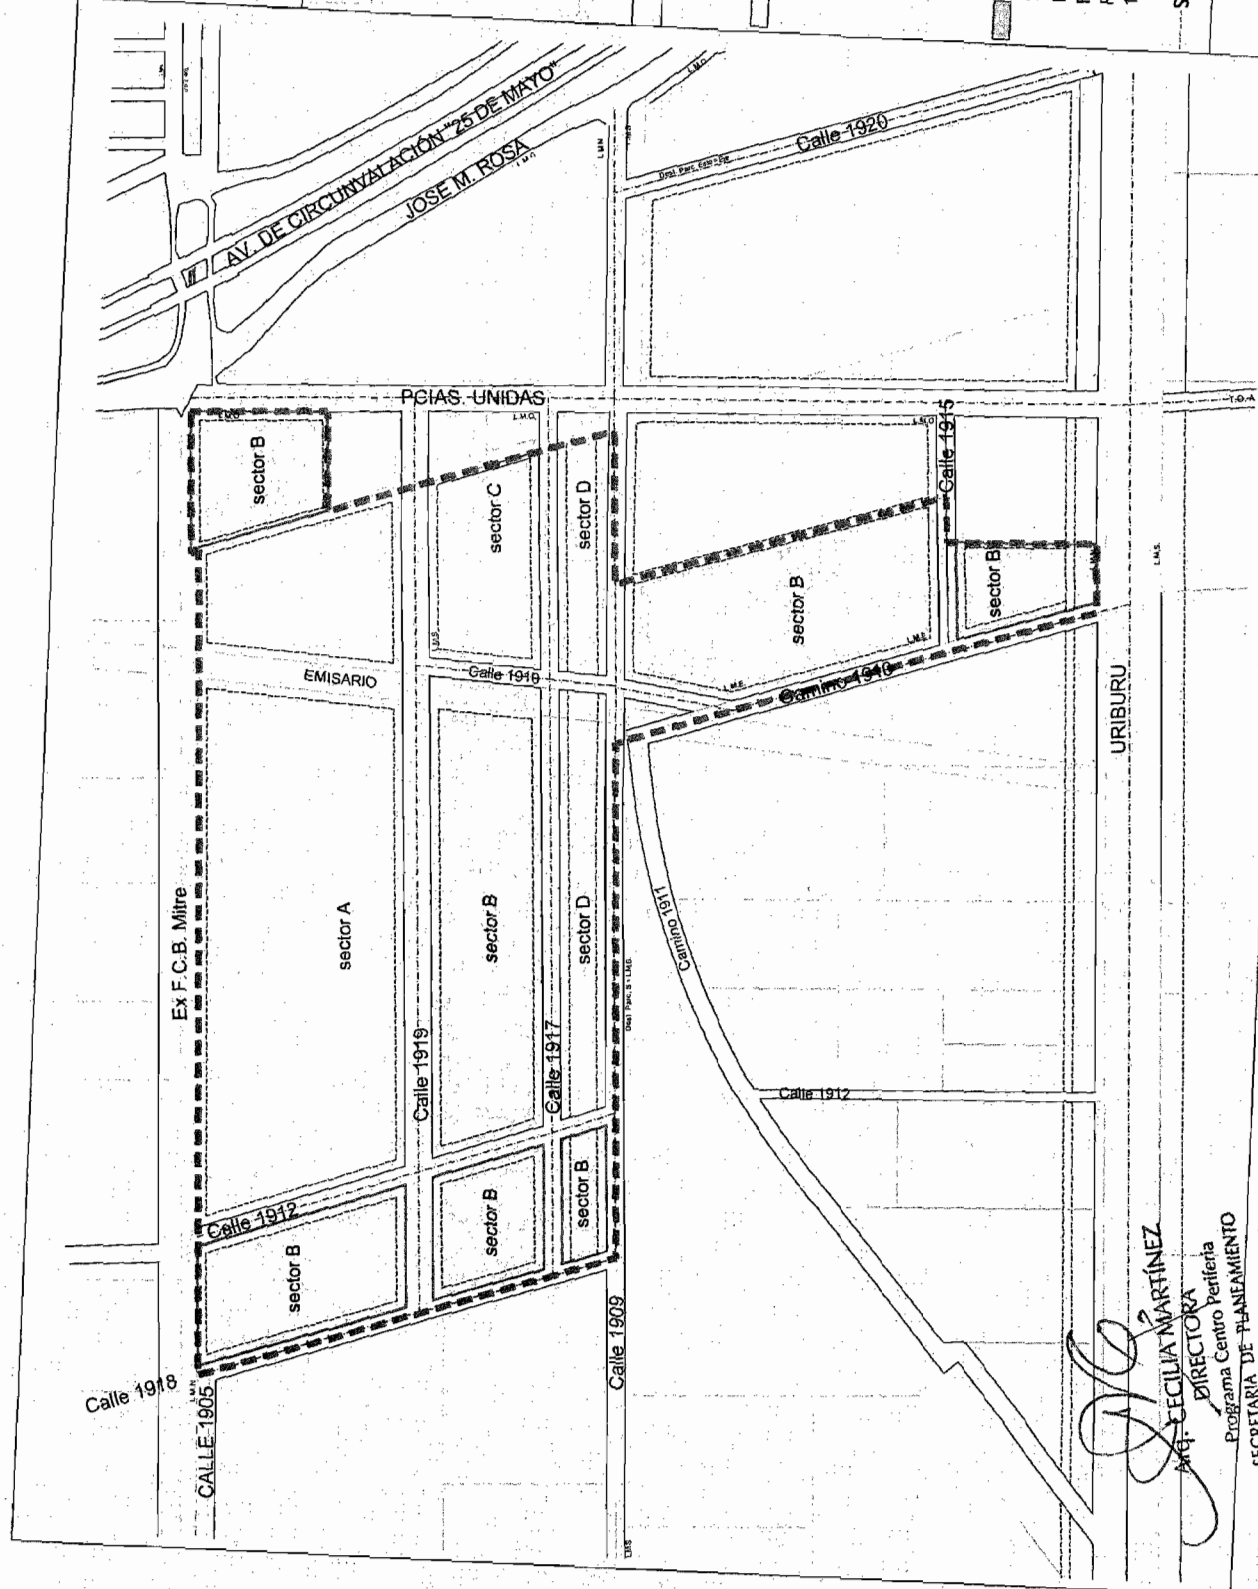 AV. DE CIRCUNVALACIÓN "25 DE MAYO"
JOSE M. ROSA
L.M.O
L.M.O
L.M.N
Calle 1920
PCIAS. UNIDAS
L.M.O.
L.M.O
T.O.A
sector B
sector C
sector D
Calle 1915
sector B
sector B
L.M.S.
L.M.S
L.M.E
L.M.E
EMISARIO
Calle 1910
Camino 1910
URIBURU
Ex F.C.B. Mitre
sector A
sector B
sector D
Camino 1911
Calle 1919
Calle 1917
Calle 1912
Calle 1912
sector B
sector B
sector B
Calle 1918
L.M.N
CALLE 1905
Calle 1909
LMS
Arq. CECILIA MARTÍNEZ
DIRECTORA
Programa Centro Periferia
SECRETARIA DE PLANEAMIENTO